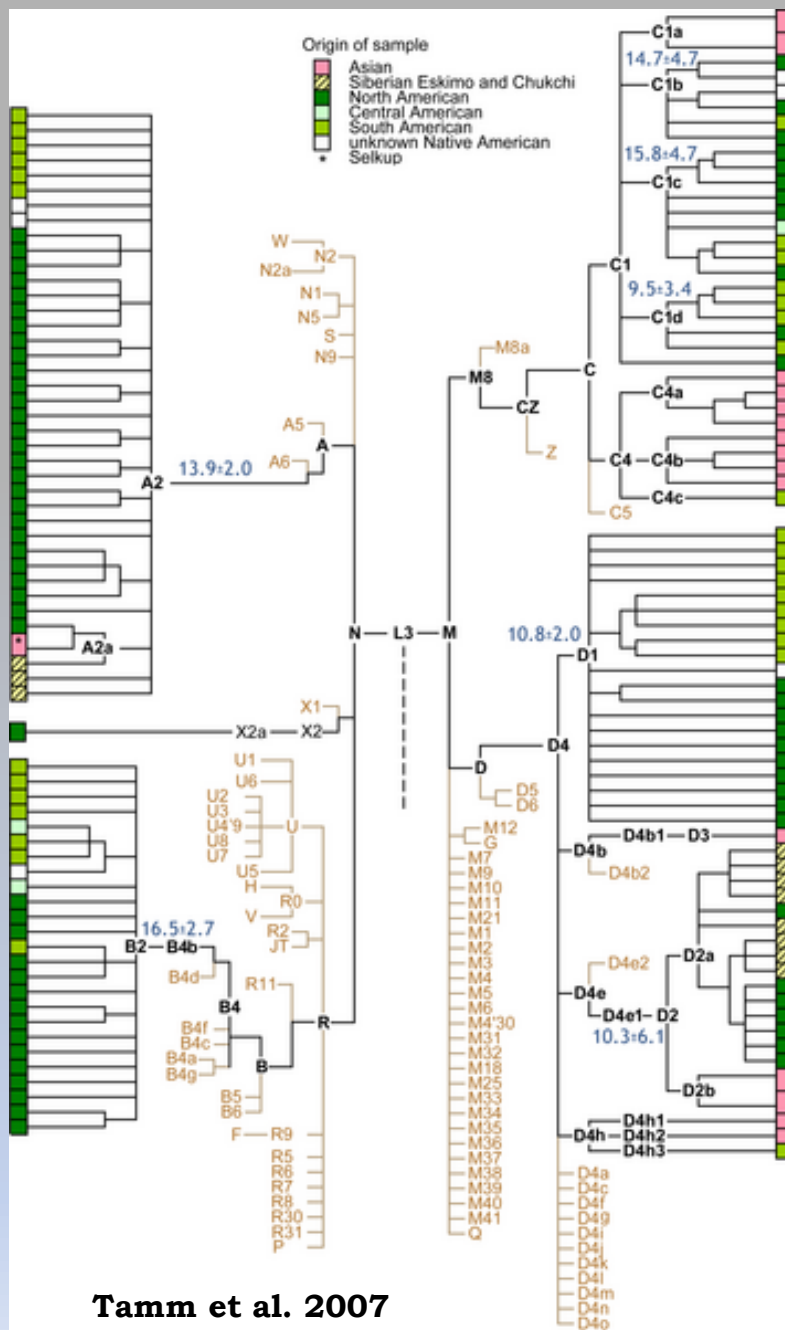 Origin of sample
Asian
Siberian Eskimo and Chukchi
North American
Central American
South American
unknown Native American
* Selkup
W
N2
N2a
N1
N5
S
N9
A5
A
A6
A2
13.9±2.0
A2a
N
L3
M
X1
X2a
X2
U1
U6
U2
U3
U4'9
U
U8
U7
U5
H
R0
V
R2
JT
R11
R
16.5±2.7
B2
B4b
B4d
B4
B4f
B4c
B4a
B4g
B
B5
B6
F
R9
R5
R6
R7
R8
R30
R31
P
M8a
M8
CZ
Z
C
C1
C1a
14.7±4.7
C1b
15.8±4.7
C1c
9.5±3.4
C1d
C4a
C4
C4b
C4c
C5
10.8±2.0
D1
D4
D
D5
D6
M12
G
M7
M9
M10
M11
M21
M1
M2
M3
M4
M5
M6
M4'30
M31
M32
M18
M25
M33
M34
M35
M36
M37
M38
M39
M40
M41
Q
D4b
D4b1
D3
D4b2
D2a
D4e2
D4e
D4e1
D2
10.3±6.1
D2b
D4h1
D4h
D4h2
D4h3
D4a
D4c
D4f
D4g
D4i
D4j
D4k
D4l
D4m
D4n
D4o
Tamm et al. 2007